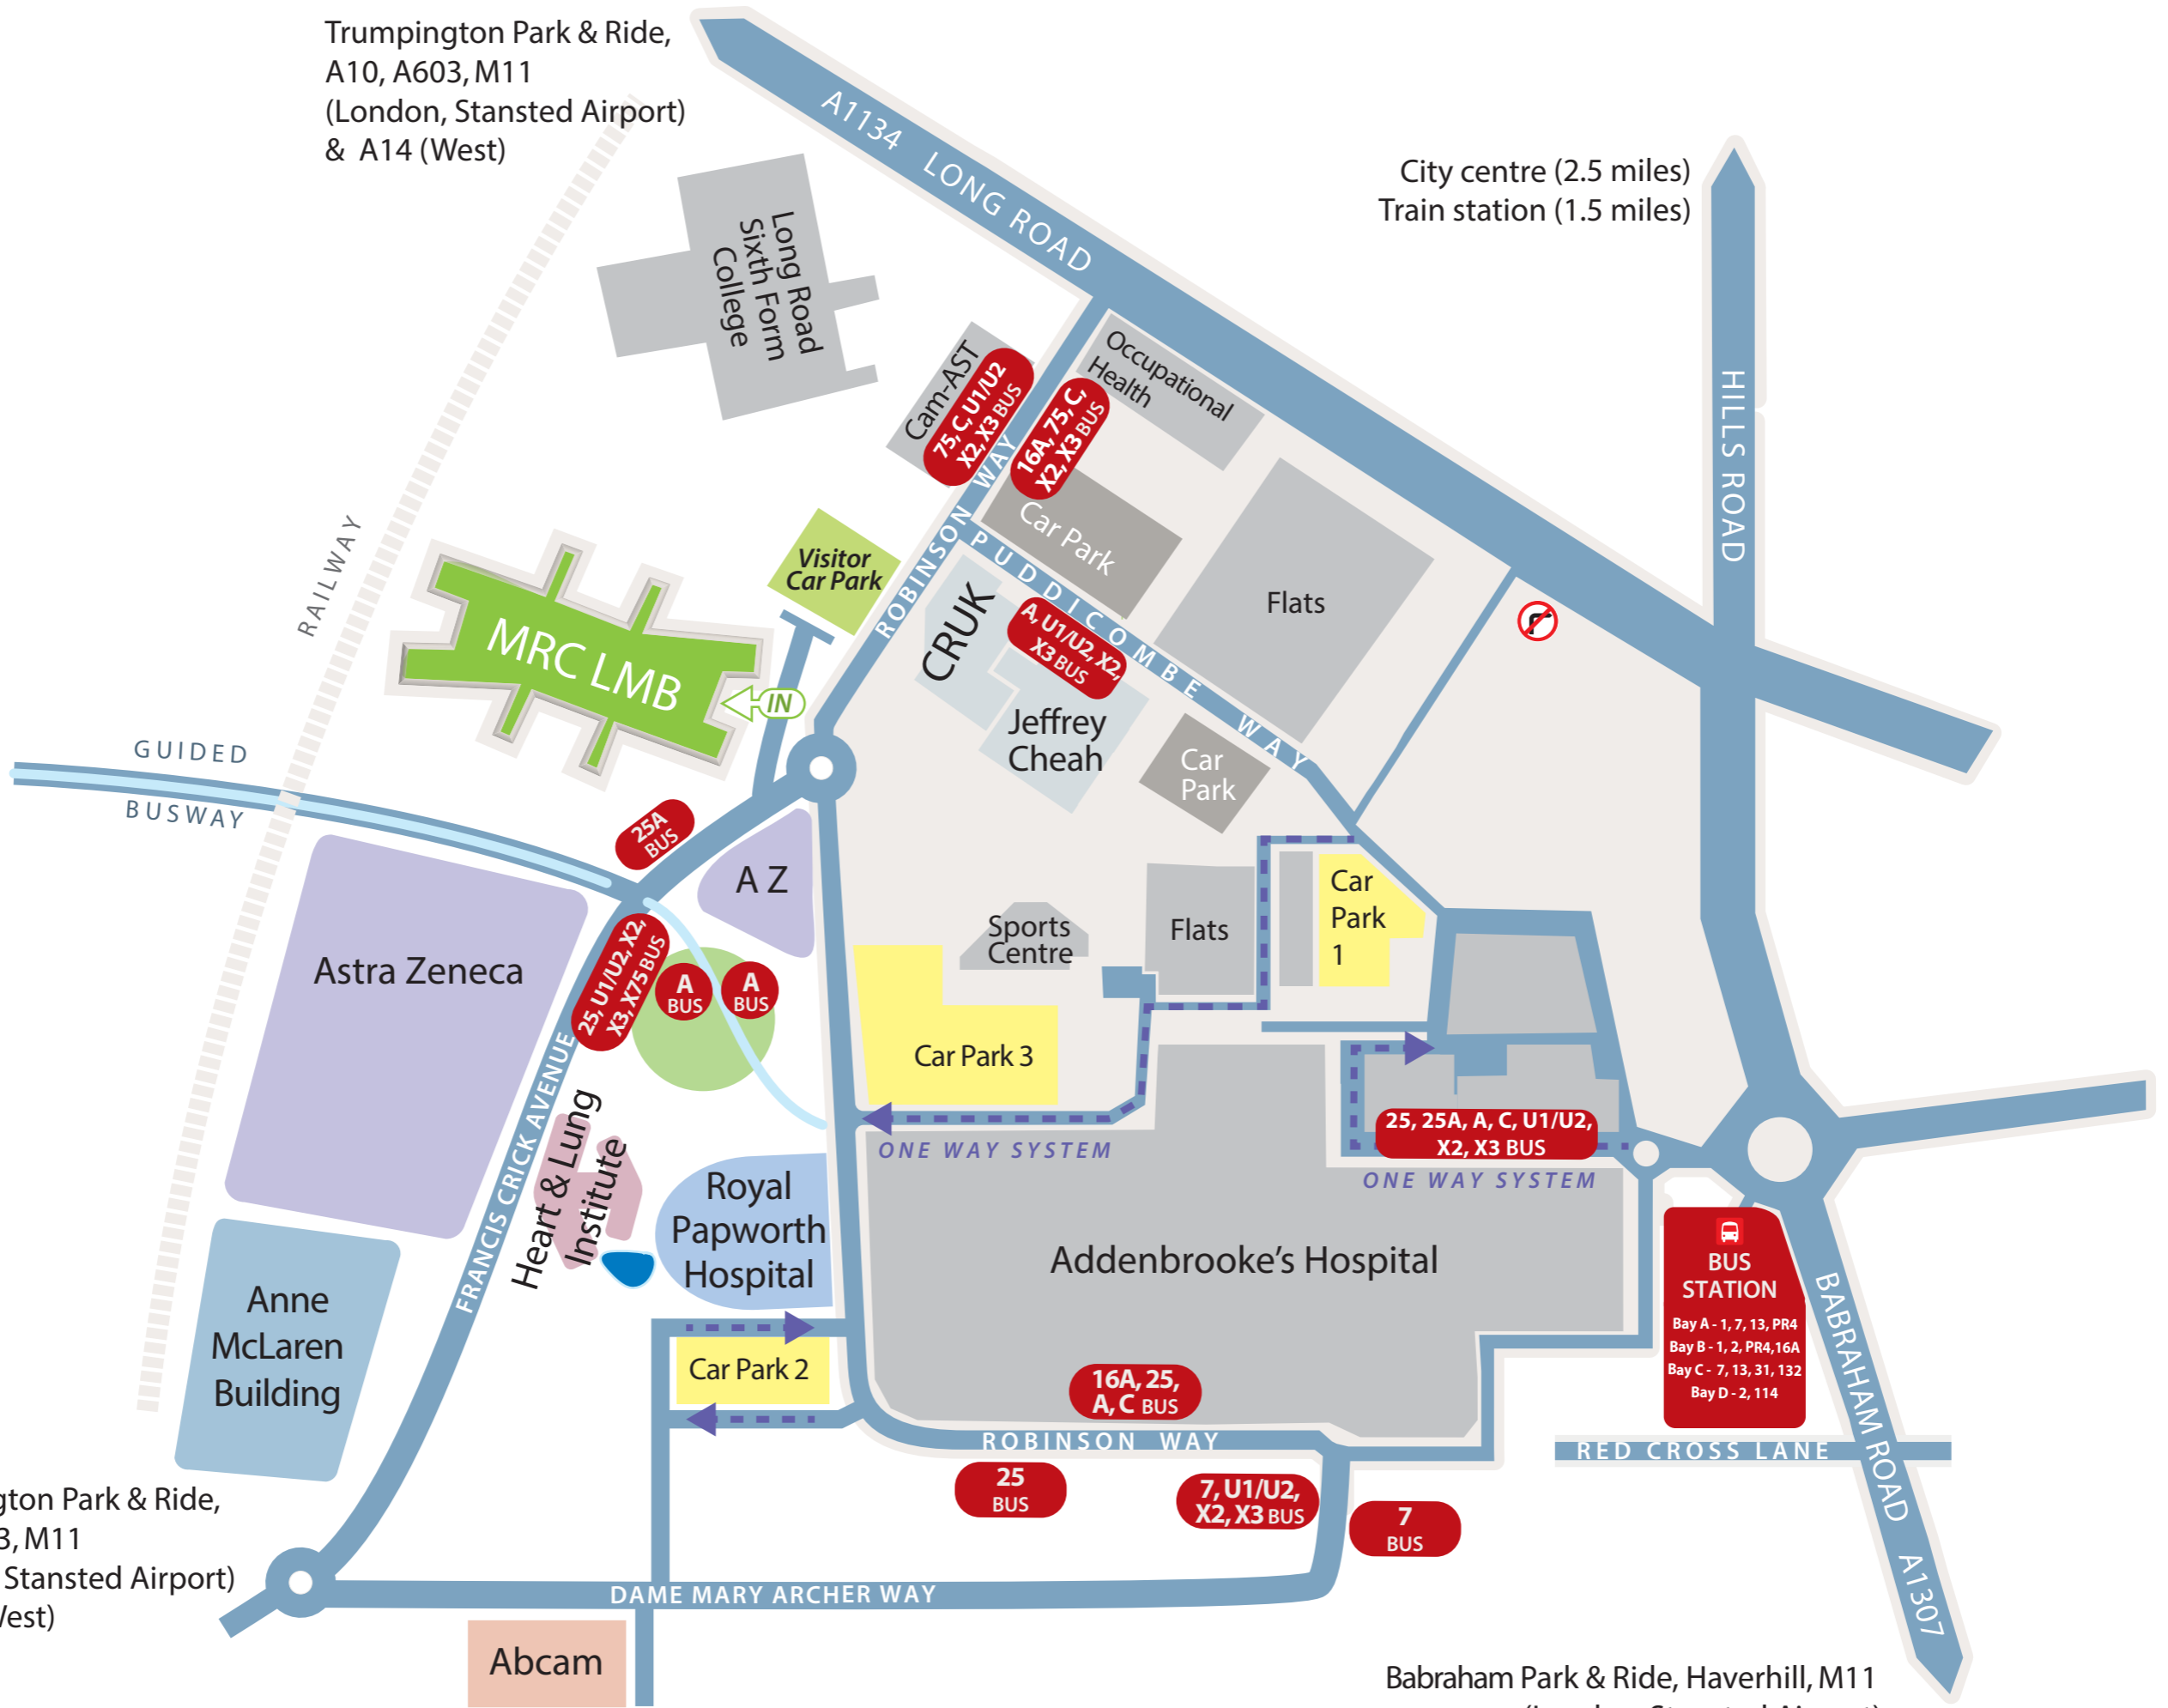 Trumpington Park & Ride,
A10, A603, M11
(London, Stansted Airport)
& A14 (West)
A1134 LONG ROAD
City centre (2.5 miles)
Train station (1.5 miles)
HILLS ROAD
Long Road
Sixth Form
College
Cam-AST
75, C, U1/U2
X2, X3 BUS
Occupational
Health
16A, 75, C,
X2, X3 BUS
ROBINSON WAY
Car Park
PUDDICOMBE WAY
Flats
Visitor
Car Park
RAILWAY
MRC LMB
IN
CRUK
A, U1/U2, X2,
X3 BUS
Jeffrey
Cheah
Car
Park
GUIDED
BUSWAY
25A
BUS
A Z
Astra Zeneca
25, U1/U2, X2,
X3, X75 BUS
A
BUS
A
BUS
Sports
Centre
Flats
Car
Park
1
Car Park 3
ONE WAY SYSTEM
25, 25A, A, C, U1/U2,
X2, X3 BUS
ONE WAY SYSTEM
FRANCIS CRICK AVENUE
Heart & Lung
Institute
Royal
Papworth
Hospital
Addenbrooke's Hospital
BUS
STATION
Bay A - 1, 7, 13, PR4
Bay B - 1, 2, PR4,16A
Bay C - 7, 13, 31, 132
Bay D - 2, 114
BABRAHAM ROAD A1307
Anne
McLaren
Building
Car Park 2
16A, 25,
A, C BUS
ROBINSON WAY
RED CROSS LANE
25
BUS
7, U1/U2,
X2, X3 BUS
7
BUS
gton Park & Ride,
3, M11
Stansted Airport)
West)
DAME MARY ARCHER WAY
Abcam
Babraham Park & Ride, Haverhill, M11